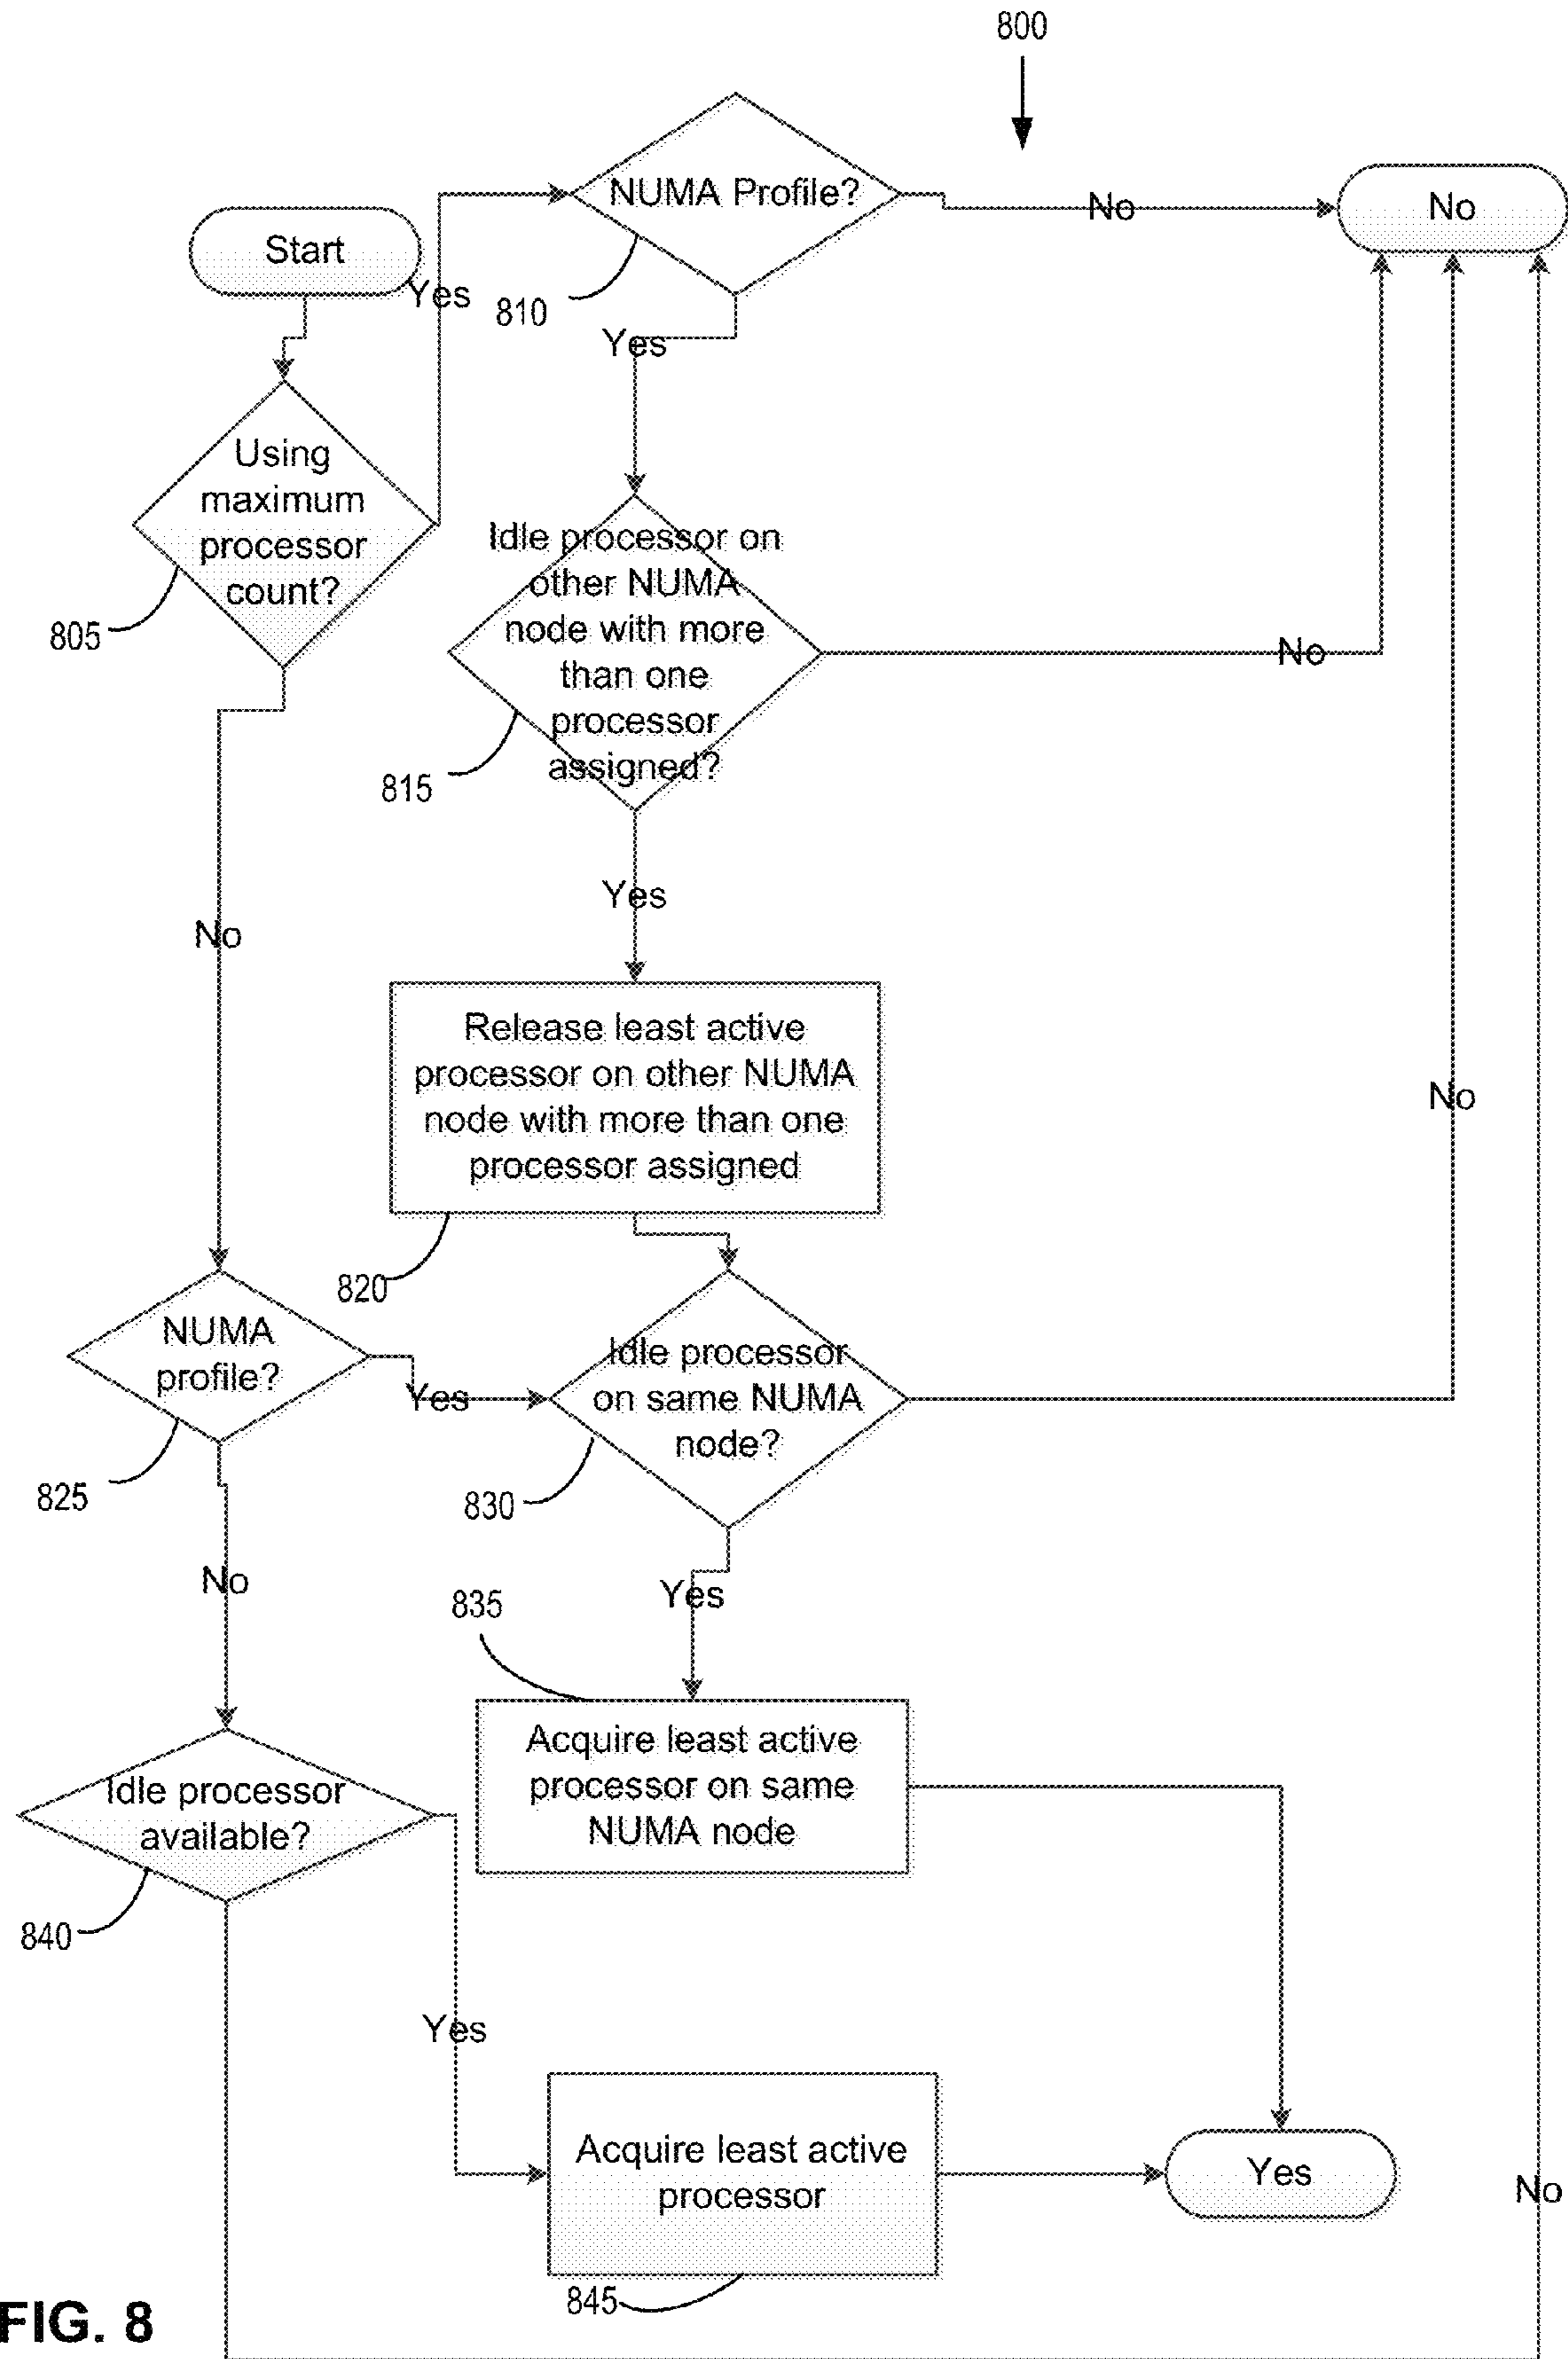 800
NUMA Profile?
No
No
Start
Yes
810
Yes
Using
maximum
processor
count?
805
Idle processor on
other NUMA
node with more
than one
processor
assigned?
815
No
Yes
No
Release least active
processor on other NUMA
node with more than one
processor assigned
820
No
NUMA
profile?
825
Yes
Idle processor
on same NUMA
node?
830
No
Yes
835
Acquire least active
processor on same
NUMA node
Idle processor
available?
840
Yes
Acquire least active
processor
845
Yes
No
FIG. 8